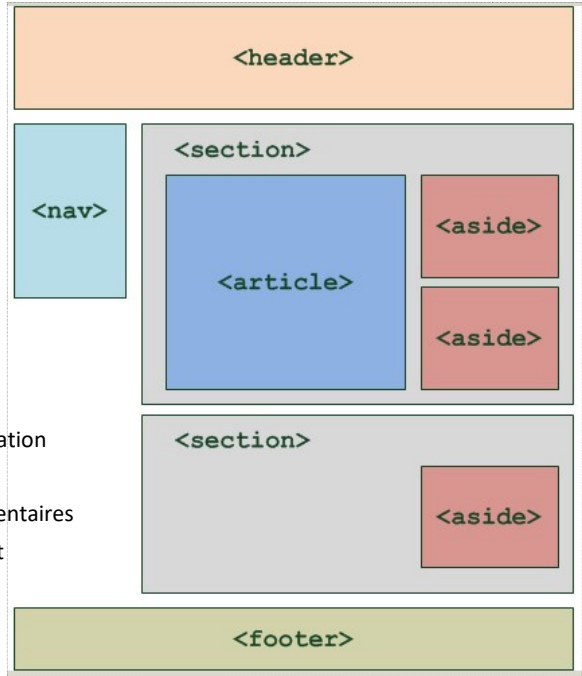 <header>
<section>
<nav>
<aside>
<article>
<aside>
ation
<section>
entaires
<aside>
t
<footer>